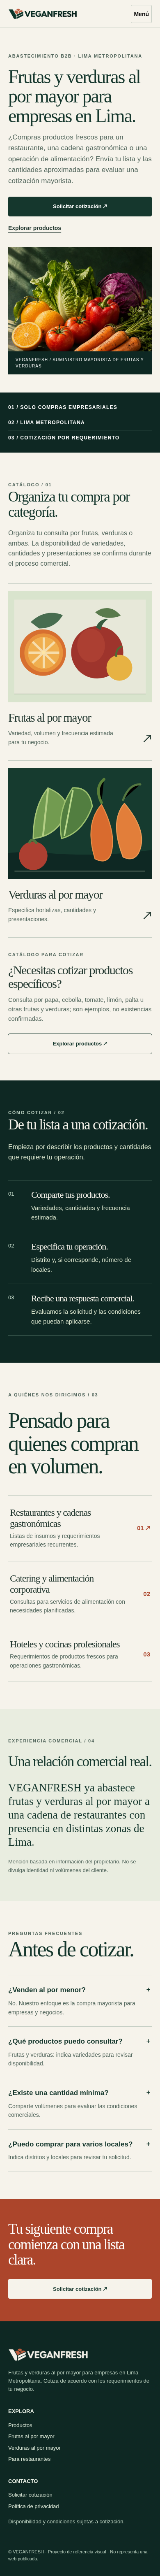 VEGANFRESH
Menú
ABASTECIMIENTO B2B · LIMA METROPOLITANA
Frutas y verduras al
por mayor para
empresas en Lima.
¿Compras productos frescos para un
restaurante, una cadena gastronómica o una
operación de alimentación? Envía tu lista y las
condiciones aproximadas para evaluar una
cotización mayorista.
Solicitar cotización ↗
Explorar productos
VEGANFRESH / SUMINISTRO MAYORISTA DE FRUTAS Y
VERDURAS
01 / SOLO COMPRAS EMPRESARIALES
02 / LIMA METROPOLITANA
03 / COTIZACIÓN POR REQUERIMIENTO
CATÁLOGO / 01
Organiza tu compra por
categoría.
Organiza tu consulta por frutas, verduras o
ambas. La disponibilidad de variedades,
cantidades y presentaciones se confirma durante
el proceso comercial.
Frutas al por mayor
Variedad, volumen y frecuencia estimada
para tu negocio.
↗
Verduras al por mayor
Especifica hortalizas, cantidades y
presentaciones.
↗
CATÁLOGO PARA COTIZAR
¿Necesitas cotizar productos
específicos?
Consulta por papa, cebolla, tomate, limón, palta u
otras frutas y verduras; son ejemplos, no existencias
confirmadas.
Explorar productos ↗
CÓMO COTIZAR / 02
De tu lista a una cotización.
Empieza por describir los productos y cantidades
que requiere tu operación.
01 Comparte tus productos.
Variedades, cantidades y frecuencia
estimada.
02 Especifica tu operación.
Distrito y, si corresponde, número de
locales.
03 Recibe una respuesta comercial.
Evaluamos la solicitud y las condiciones
que puedan aplicarse.
A QUIÉNES NOS DIRIGIMOS / 03
Pensado para
quienes compran
en volumen.
Restaurantes y cadenas
gastronómicas
Listas de insumos y requerimientos
empresariales recurrentes.
01 ↗
Catering y alimentación
corporativa
Consultas para servicios de alimentación con
necesidades planificadas.
02
Hoteles y cocinas profesionales
Requerimiento de productos frescos para
operaciones gastronómicas.
03
EXPERIENCIA COMERCIAL / 04
Una relación comercial real.
VEGANFRESH ya abastece
frutas y verduras al por mayor a
una cadena de restaurantes con
presencia en distintas zonas de
Lima.
Mención basada en información del propietario. No se
divulga identidad ni volúmenes del cliente.
PREGUNTAS FRECUENTES
Antes de cotizar.
¿Venden al por menor? +
No. Nuestro enfoque es la compra mayorista para
empresas y negocios.
¿Qué productos puedo consultar? +
Frutas y verduras: indica variedades para revisar
disponibilidad.
¿Existe una cantidad mínima? +
Comparte volúmenes para evaluar las condiciones
comerciales.
¿Puedo comprar para varios locales? +
Indica distritos y locales para revisar tu solicitud.
Tu siguiente compra
comienza con una lista
clara.
Solicitar cotización ↗
VEGANFRESH
Frutas y verduras al por mayor para empresas en Lima
Metropolitana. Cotiza de acuerdo con los requerimientos de
tu negocio.
EXPLORA
Productos
Frutas al por mayor
Verduras al por mayor
Para restaurantes
CONTACTO
Solicitar cotización
Política de privacidad
Disponibilidad y condiciones sujetas a cotización.
© VEGANFRESH · Proyecto de referencia visual · No representa una
web publicada.